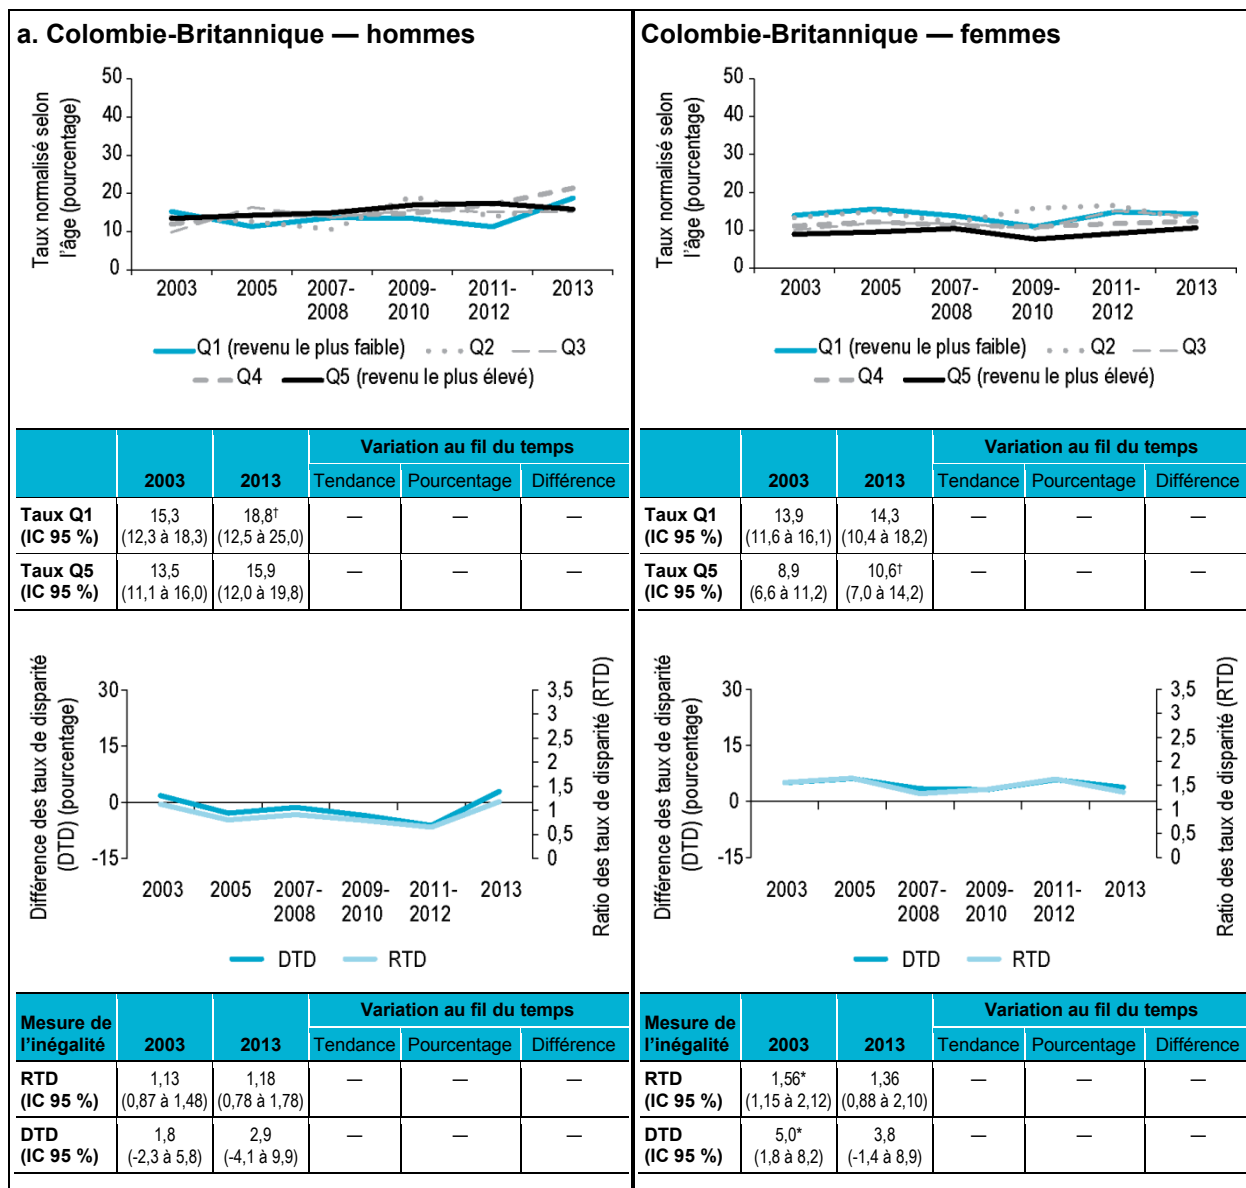 a. Colombie-Britannique — hommes
Taux normalisé selon
l’âge (pourcentage)
50
40
30
20
10
0
2003 2005 2007-2008 2009-2010 2011-2012 2013
Q1 (revenu le plus faible) Q2 Q3
Q4 Q5 (revenu le plus élevé)
Variation au fil du temps
2003 2013 Tendance Pourcentage Différence
Taux Q1 15,3 18,8† — — —
(IC 95 %) (12,3 à 18,3) (12,5 à 25,0)
Taux Q5 13,5 15,9 — — —
(IC 95 %) (11,1 à 16,0) (12,0 à 19,8)
Différence des taux de disparité
(DTD) (pourcentage)
30
15
0
-15
3,5
3
2,5
2
1,5
1
0,5
0
Ratio des taux de disparité (RTD)
2003 2005 2007-2008 2009-2010 2011-2012 2013
DTD RTD
Variation au fil du temps
Mesure de
l’inégalité 2003 2013 Tendance Pourcentage Différence
RTD 1,13 1,18 — — —
(IC 95 %) (0,87 à 1,48) (0,78 à 1,78)
DTD 1,8 2,9 — — —
(IC 95 %) (-2,3 à 5,8) (-4,1 à 9,9)
Colombie-Britannique — femmes
Taux normalisé selon
l’âge (pourcentage)
50
40
30
20
10
0
2003 2005 2007-2008 2009-2010 2011-2012 2013
Q1 (revenu le plus faible) Q2 Q3
Q4 Q5 (revenu le plus élevé)
Variation au fil du temps
2003 2013 Tendance Pourcentage Différence
Taux Q1 13,9 14,3 — — —
(IC 95 %) (11,6 à 16,1) (10,4 à 18,2)
Taux Q5 8,9 10,6† — — —
(IC 95 %) (6,6 à 11,2) (7,0 à 14,2)
Différence des taux de disparité
(DTD) (pourcentage)
30
15
0
-15
3,5
3
2,5
2
1,5
1
0,5
0
Ratio des taux de disparité (RTD)
2003 2005 2007-2008 2009-2010 2011-2012 2013
DTD RTD
Variation au fil du temps
Mesure de
l’inégalité 2003 2013 Tendance Pourcentage Différence
RTD 1,56* 1,36 — — —
(IC 95 %) (1,15 à 2,12) (0,88 à 2,10)
DTD 5,0* 3,8 — — —
(IC 95 %) (1,8 à 8,2) (-1,4 à 8,9)